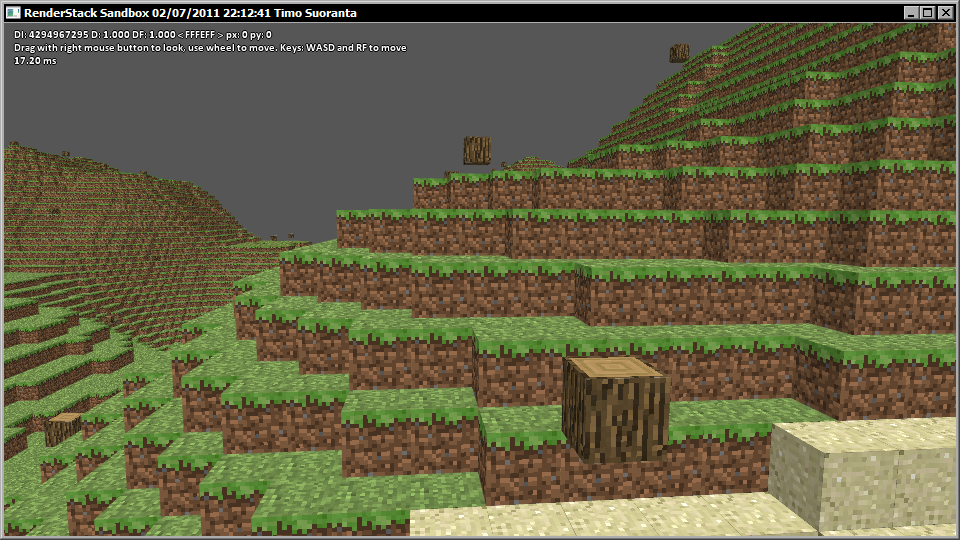 RenderStack Sandbox 02/07/2011 22:12:41 Timo Suoranta
DI: 4294967295 D: 1.000 DF: 1.000 < FFFEFF > px: 0 py: 0
Drag with right mouse button to look, use wheel to move. Keys: WASD and RF to move
17.20 ms